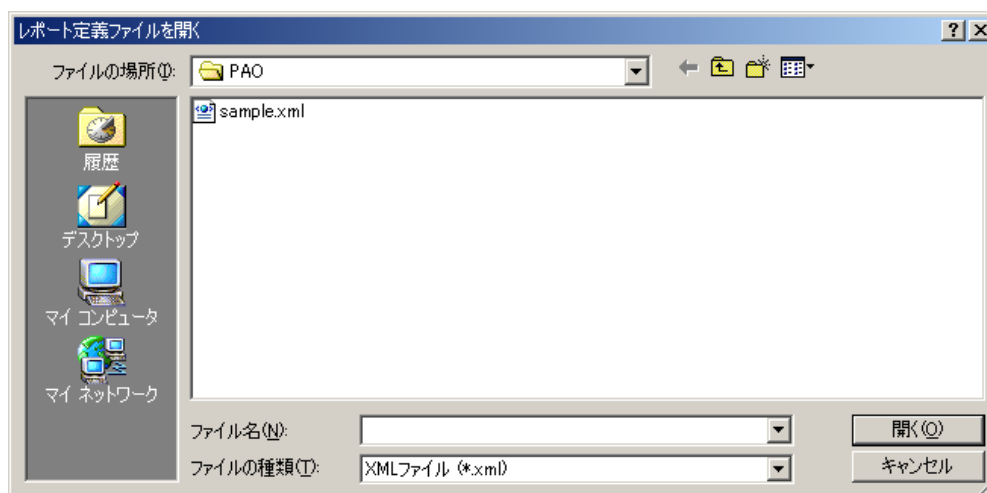 レポート定義ファイルを開く
ファイルの場所(I):
PAO
sample.xml
履歴
デスクトップ
マイ コンピュータ
マイ ネットワーク
ファイル名(N):
開く(O)
ファイルの種類(T):
XMLファイル (*.xml)
キャンセル